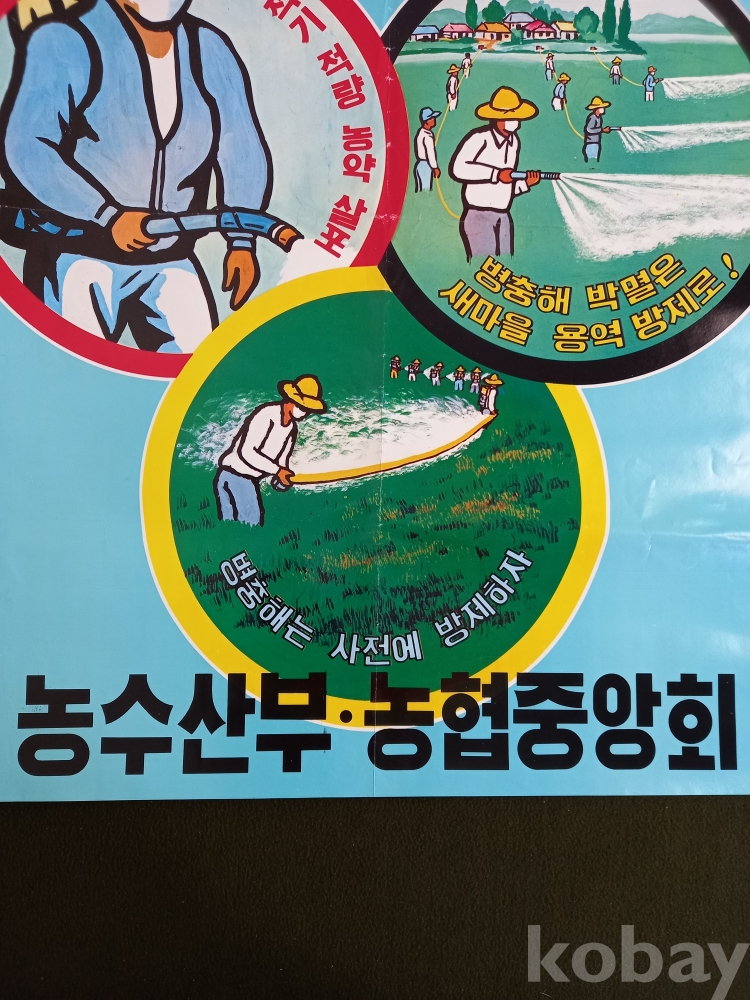 적기 적량 농약 살포
병충해 박멸은
새마을 용역 방제로!
병충해는 사전에 방제하자
농수산부·농협중앙회
kobay